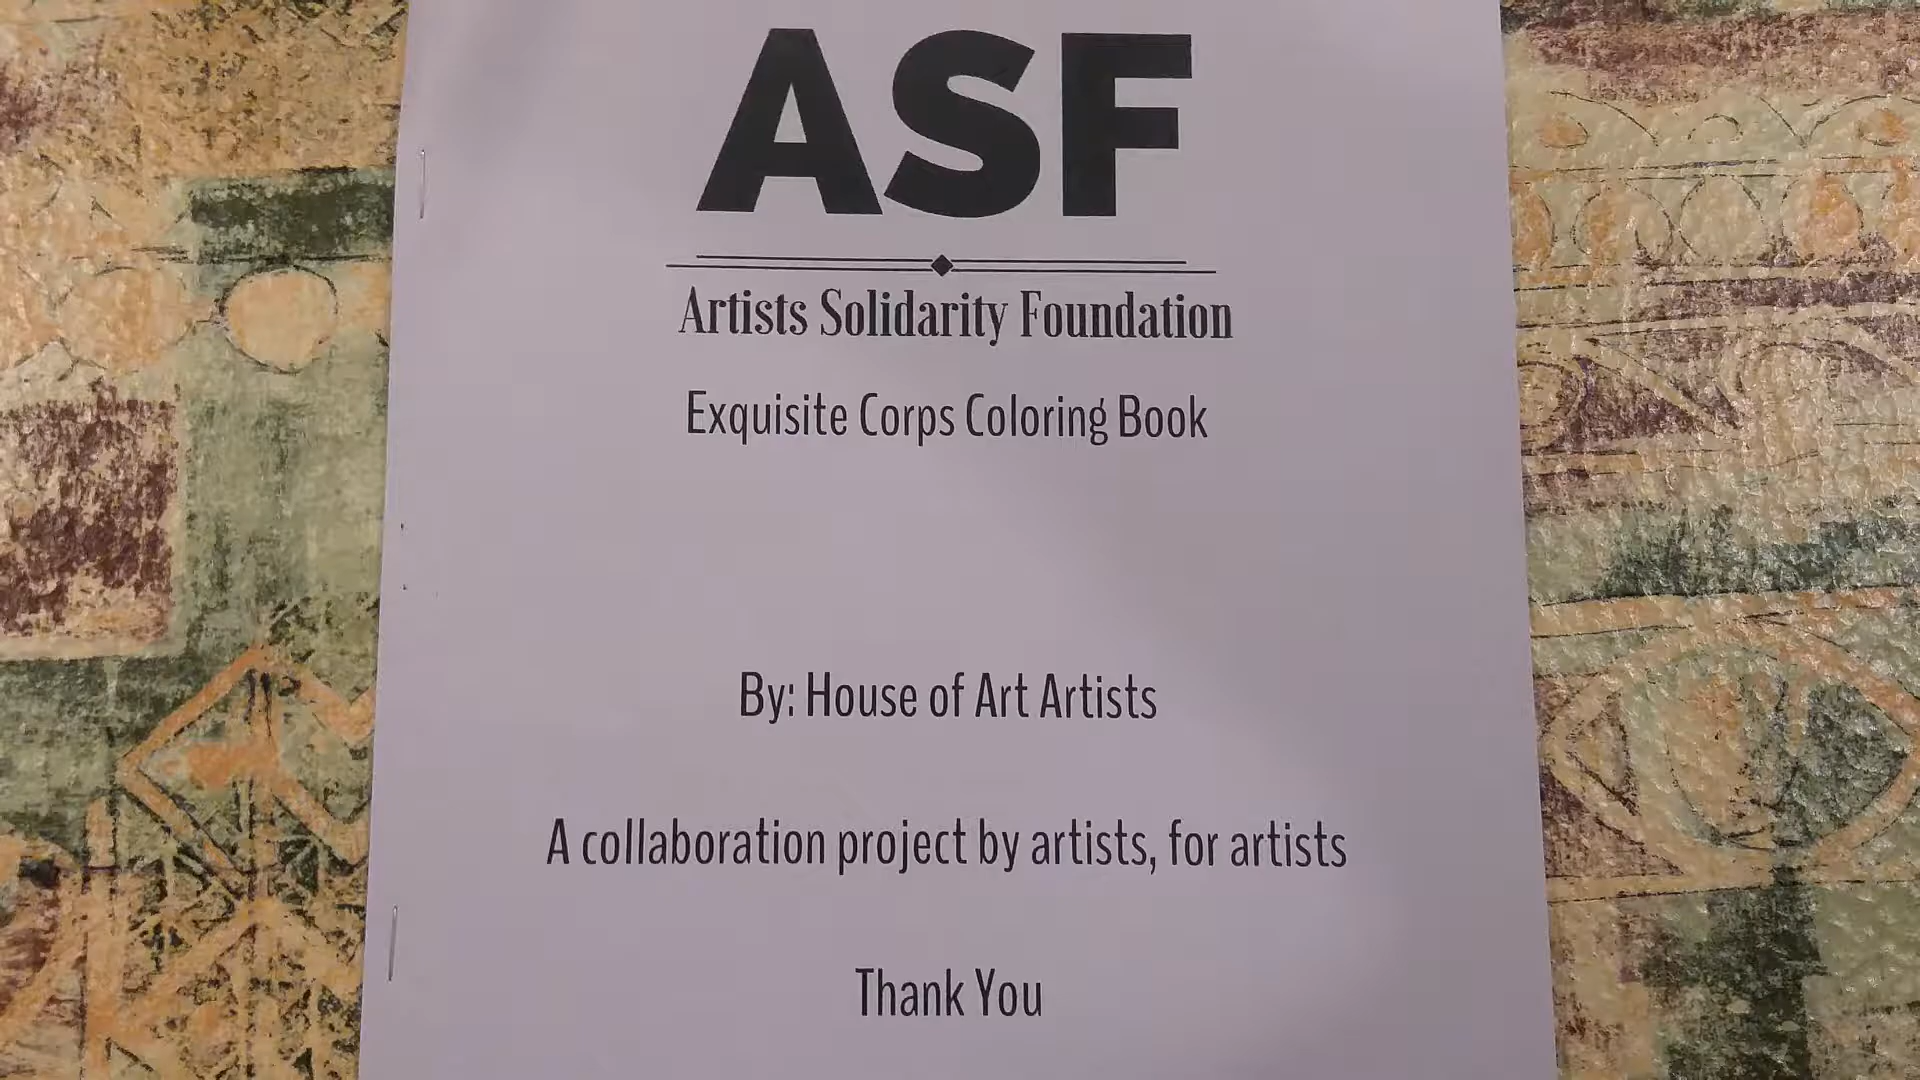 ASF
Artists Solidarity Foundation
Exquisite Corps Coloring Book
By: House of Art Artists
A collaboration project by artists, for artists
Thank You